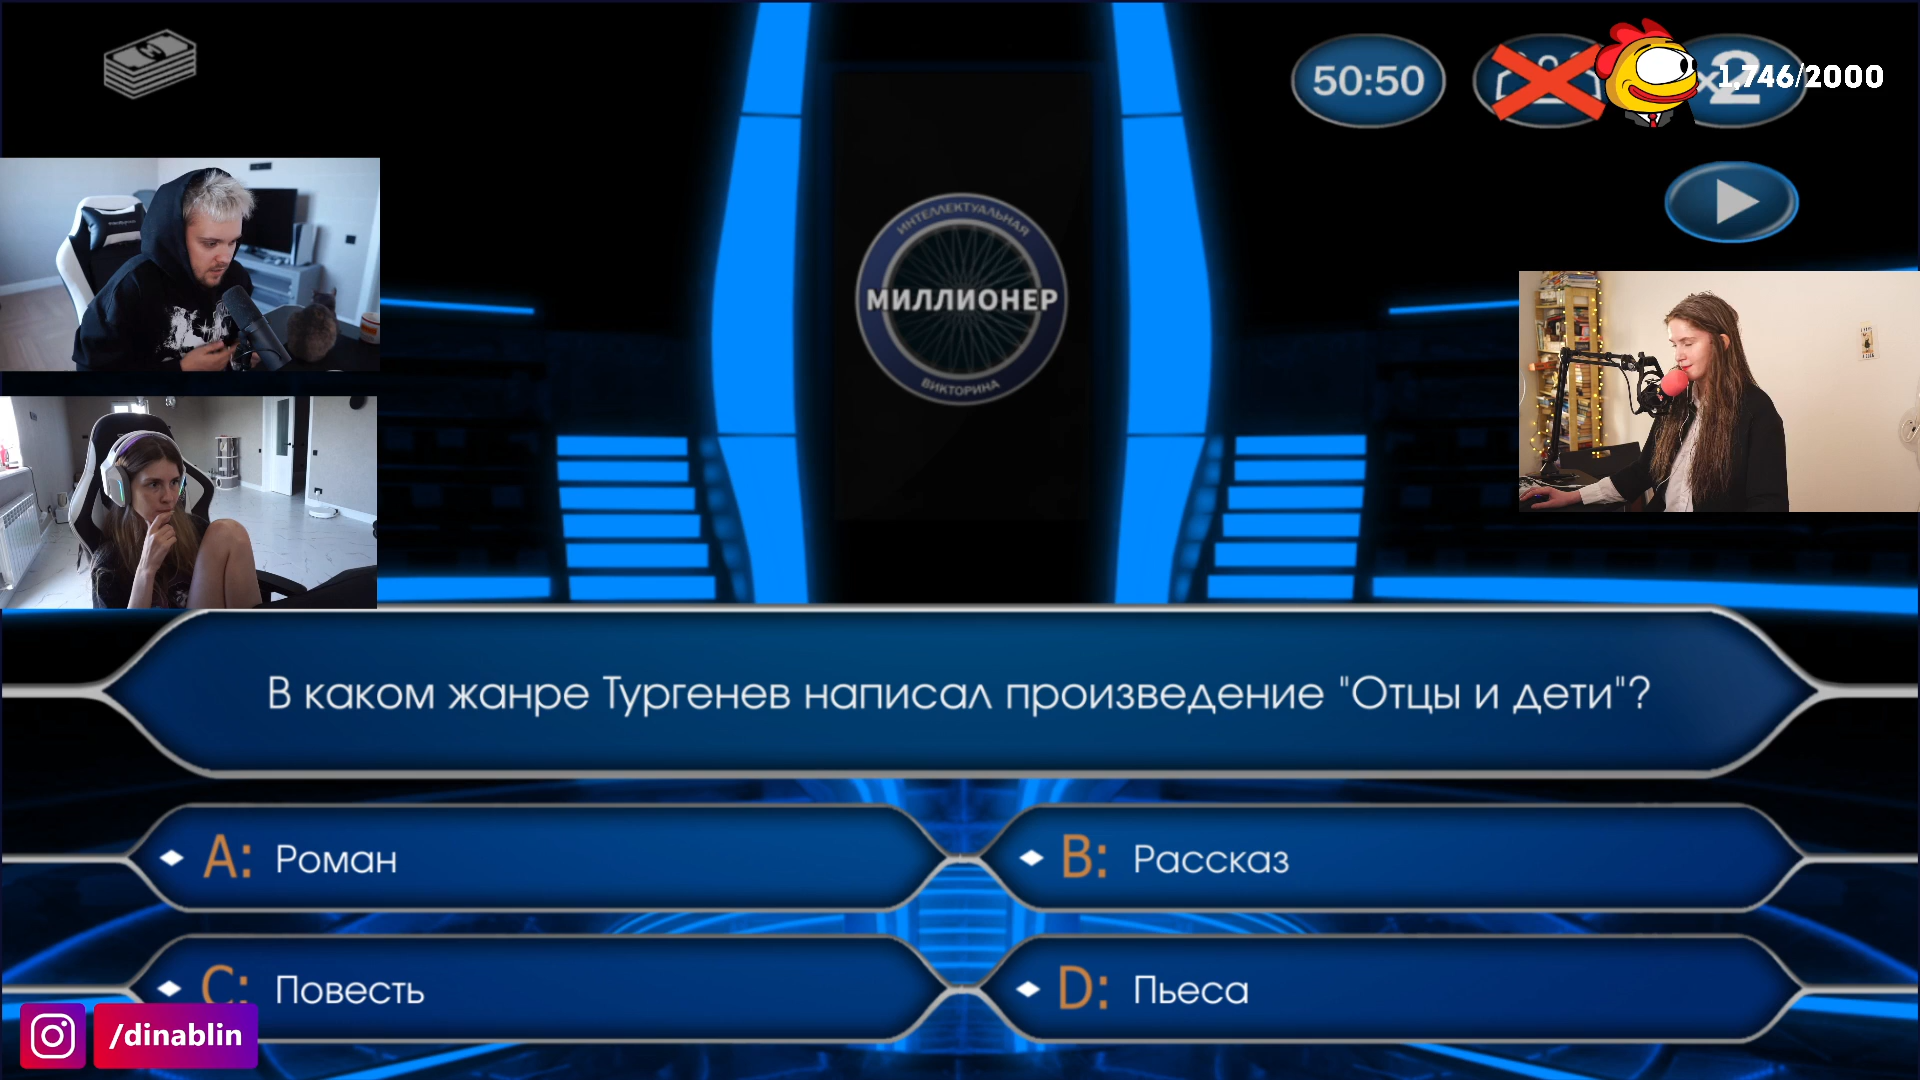 50:50
x2
1,746/2000
ИНТЕЛЛЕКТУАЛЬНАЯ
МИЛЛИОНЕР
ВИКТОРИНА
В каком жанре Тургенев написал произведение "Отцы и дети"?
A: Роман
B: Рассказ
C: Повесть
D: Пьеса
/dinablin